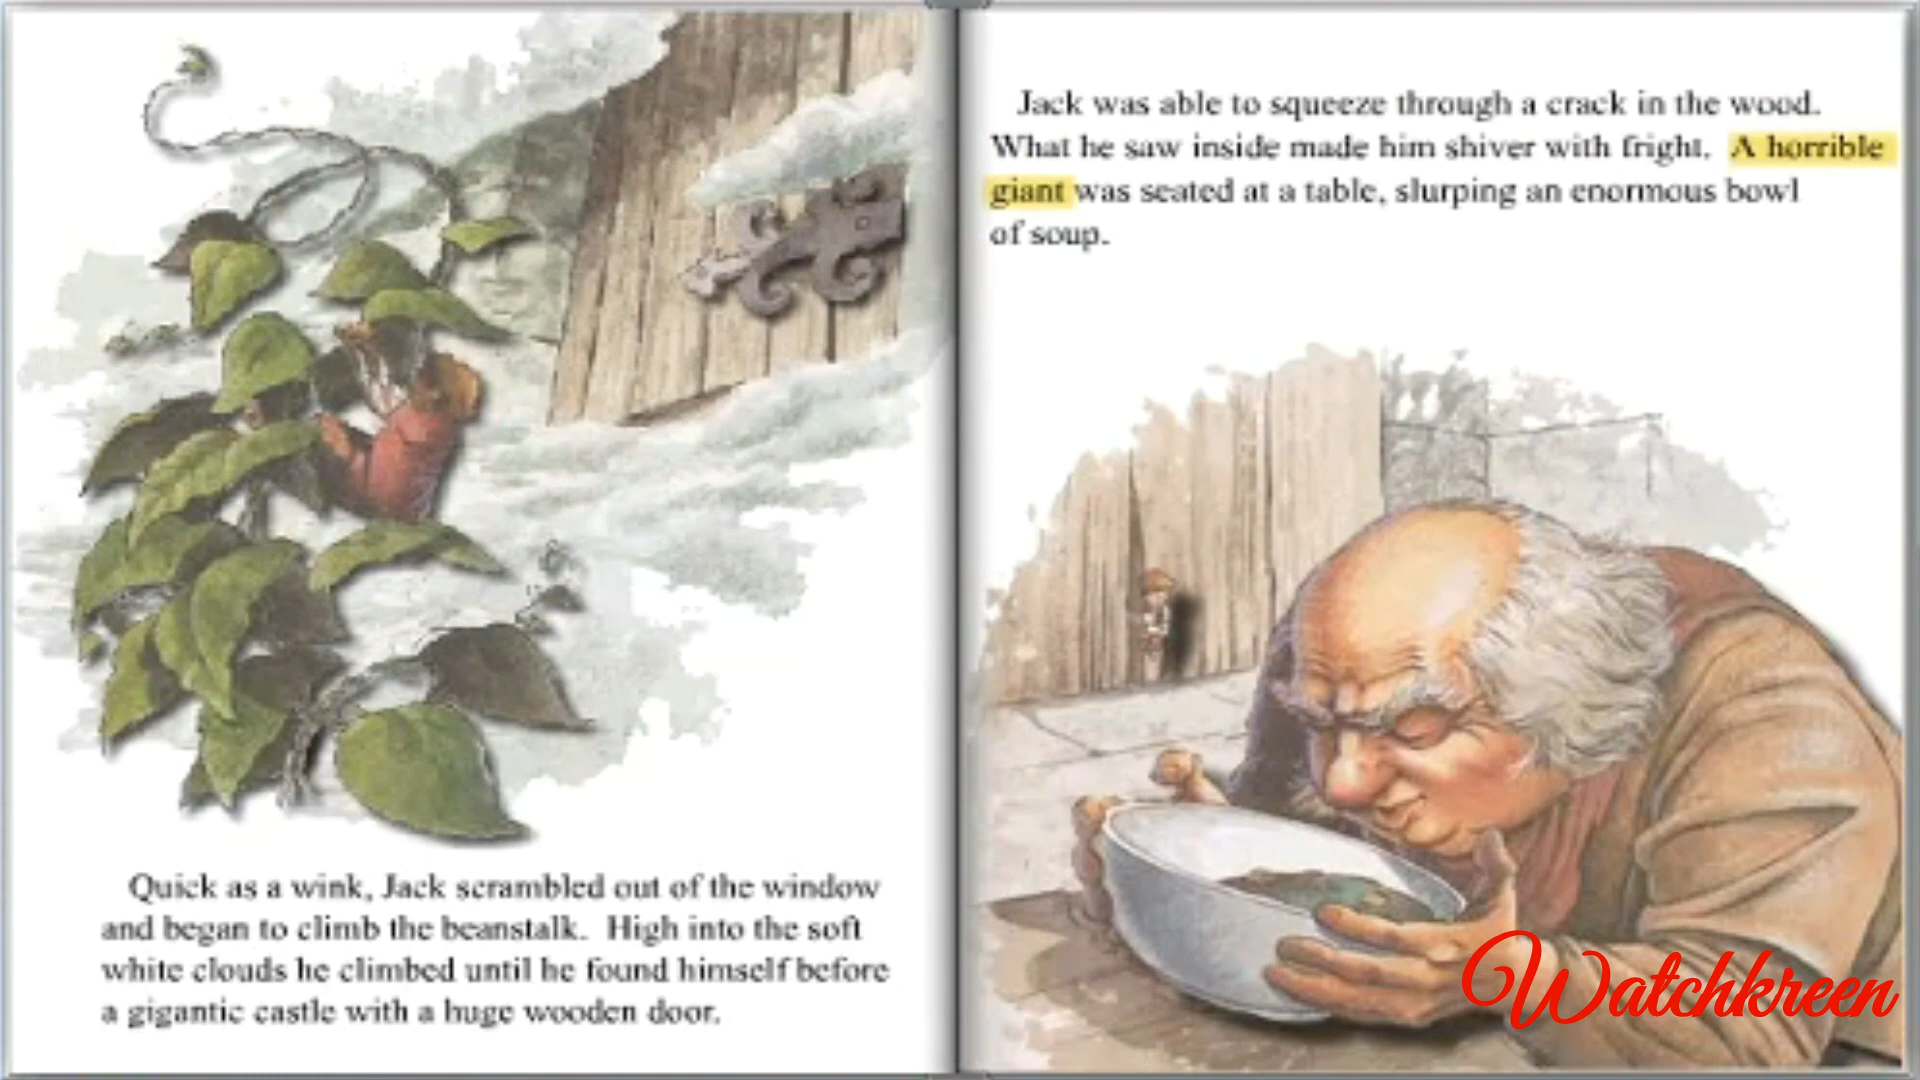 Quick as a wink, Jack scrambled out of the window
and began to climb the beanstalk. High into the soft
white clouds he climbed until he found himself before
a gigantic castle with a huge wooden door.
Jack was able to squeeze through a crack in the wood.
What he saw inside made him shiver with fright. A horrible
giant was seated at a table, slurping an enormous bowl
of soup.
Watchkreen